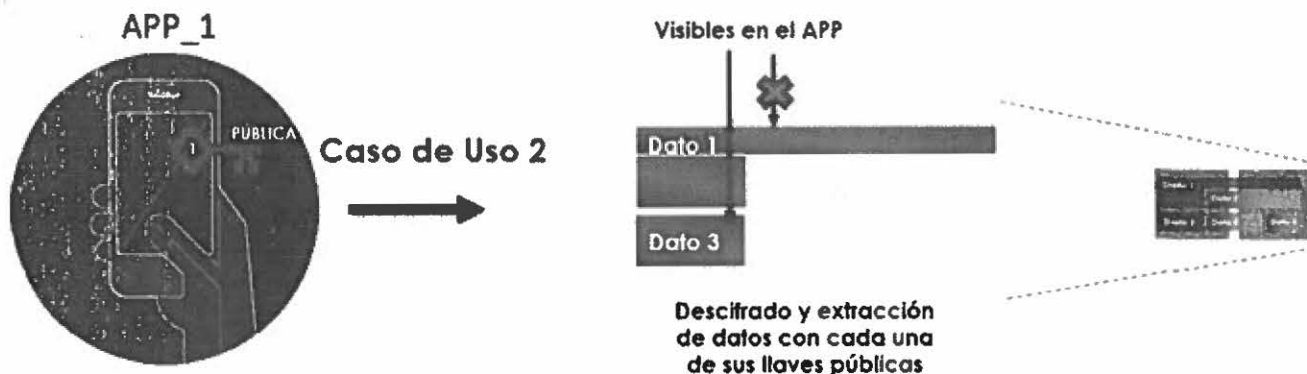 APP_1
PÚBLICA
1
Caso de Uso 2
Visibles en el APP
Dato 1
Dato 3
Descifrado y extracción
de datos con cada una
de sus llaves públicas